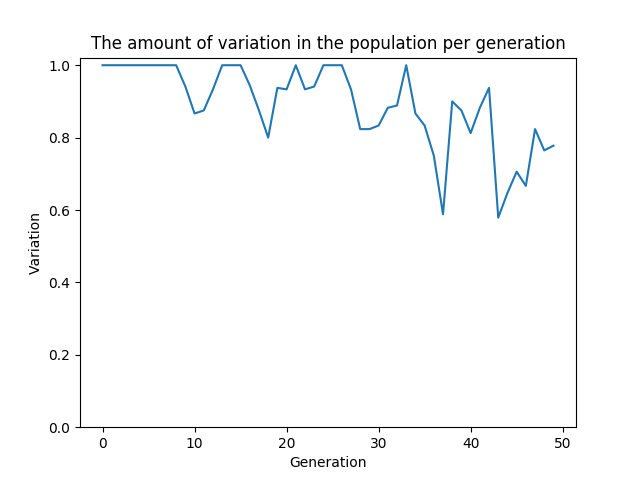 The amount of variation in the population per generation
1.0
0.8
0.6
0.4
0.2
0.0
Variation
0 10 20 30 40 50
Generation